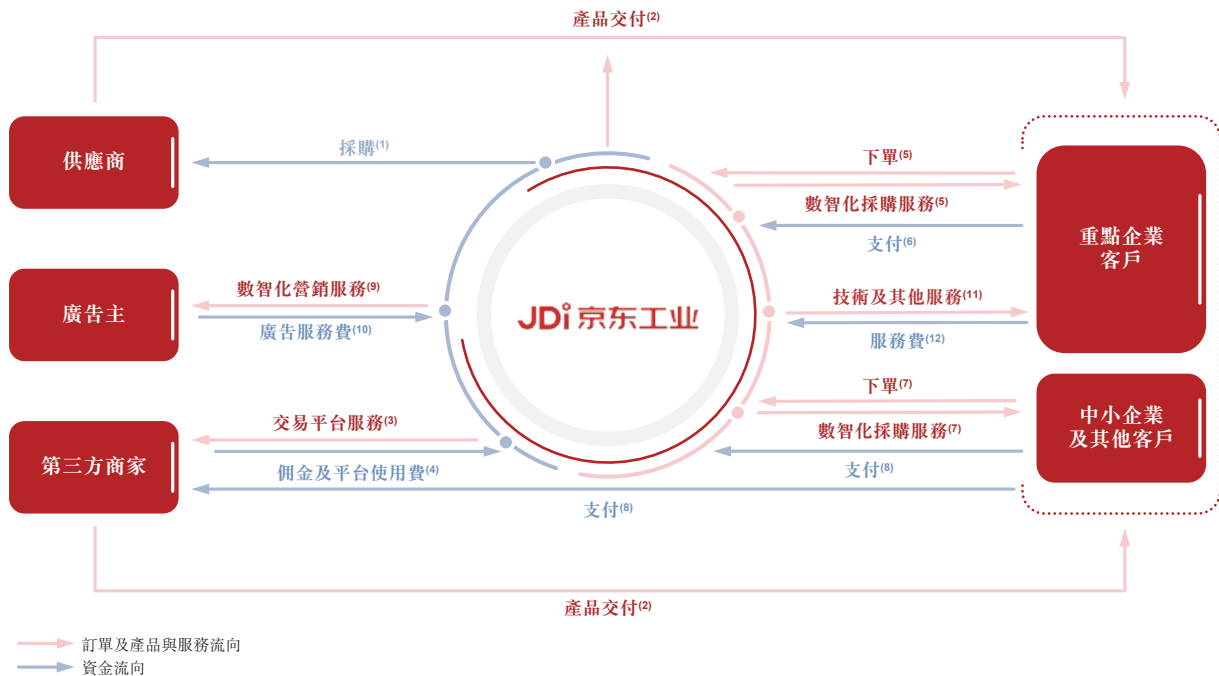 產品交付(2)
供應商
採購(1)
下單(5)
數智化採購服務(5)
支付(6)
重點企業
客戶
廣告主
數智化營銷服務(9)
廣告服務費(10)
JDi 京东工业
技術及其他服務(11)
服務費(12)
第三方商家
交易平台服務(3)
佣金及平台使用費(4)
下單(7)
數智化採購服務(7)
支付(8)
中小企業
及其他客戶
支付(8)
產品交付(2)
訂單及產品與服務流向
資金流向